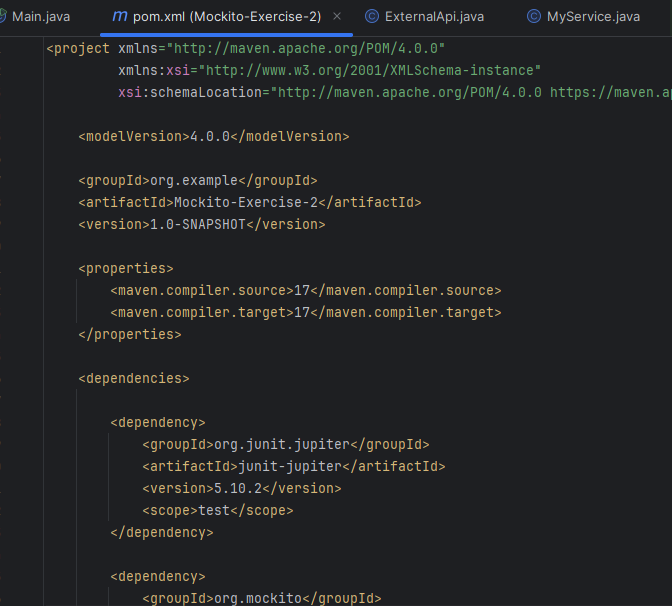 Main.java
m pom.xml (Mockito-Exercise-2)
ExternalApi.java
MyService.java
<project xmlns="http://maven.apache.org/POM/4.0.0"
xmlns:xsi="http://www.w3.org/2001/XMLSchema-instance"
xsi:schemaLocation="http://maven.apache.org/POM/4.0.0 https://maven.ap
<modelVersion>4.0.0</modelVersion>
<groupId>org.example</groupId>
<artifactId>Mockito-Exercise-2</artifactId>
<version>1.0-SNAPSHOT</version>
<properties>
<maven.compiler.source>17</maven.compiler.source>
<maven.compiler.target>17</maven.compiler.target>
</properties>
<dependencies>
<dependency>
<groupId>org.junit.jupiter</groupId>
<artifactId>junit-jupiter</artifactId>
<version>5.10.2</version>
<scope>test</scope>
</dependency>
<dependency>
<groupId>org.mockito</groupId>